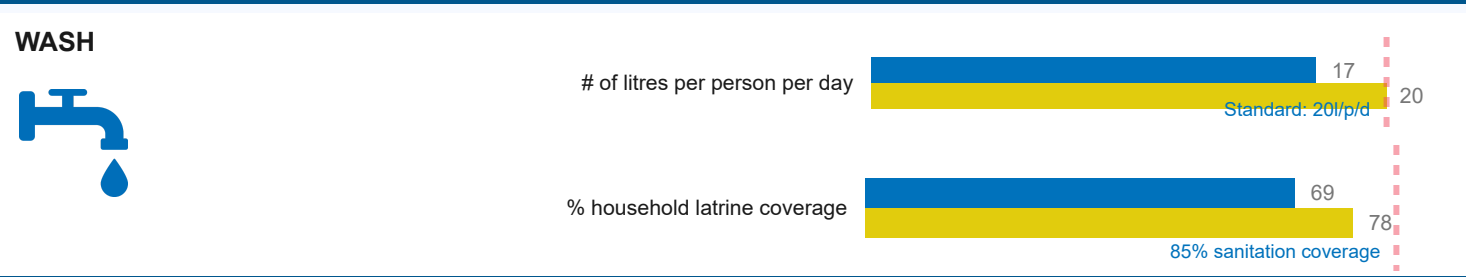 WASH
# of litres per person per day
17
20
Standard: 20l/p/d
% household latrine coverage
69
78
85% sanitation coverage